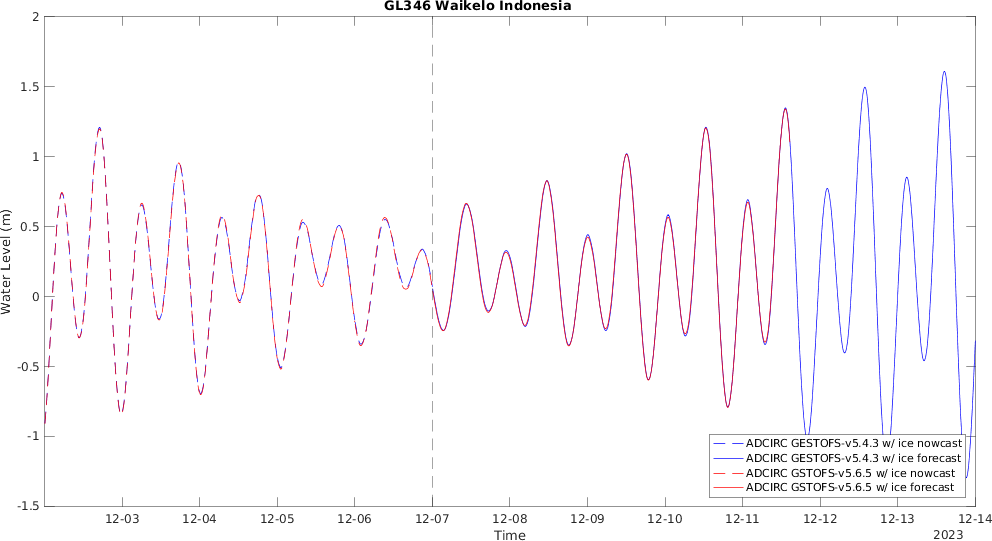 GL346 Waikelo Indonesia
2
1.5
1
0.5
0
-0.5
-1
-1.5
Water Level (m)
ADCIRC GESTOFS-v5.4.3 w/ ice nowcast
ADCIRC GESTOFS-v5.4.3 w/ ice forecast
ADCIRC GSTOFS-v5.6.5 w/ ice nowcast
ADCIRC GSTOFS-v5.6.5 w/ ice forecast
12-03 12-04 12-05 12-06 12-07 12-08 12-09 12-10 12-11 12-12 12-13 12-14
Time
2023